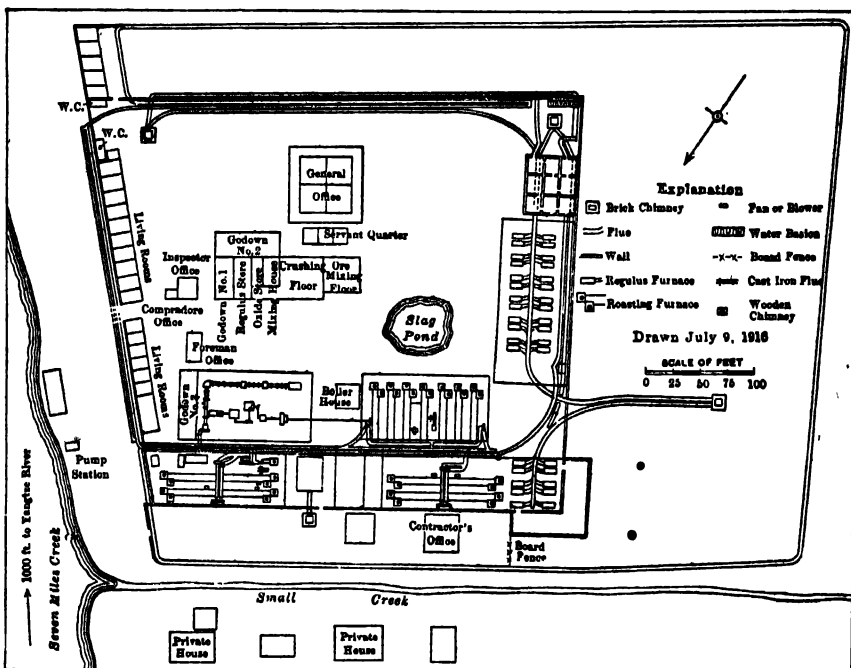 W.C.
W.C.
Living Rooms
Living Rooms
General
Office
Servant Quarter
Godown
Inspector
Office
Compradore
Office
Godown No.1
Regulus Store
Oxide Store
Mixing House
Crushing
Floor
Ore
Mixing
Floor
Foreman
Office
Slag
Pond
Godown
Boiler
House
Pump
Station
Contractor's
Office
Board
Fence
1000 ft. to Yangtse River
Seven Miles Creek
Small Creek
Private
House
Private
House
Explanation
Brick Chimney
Flue
Wall
Regulus Furnace
Roasting Furnace
Fan or Blower
Water Basion
Board Fence
Cast Iron Flue
Wooden
Chimney
Drawn July 9, 1916
SCALE OF FEET
0 25 50 75 100